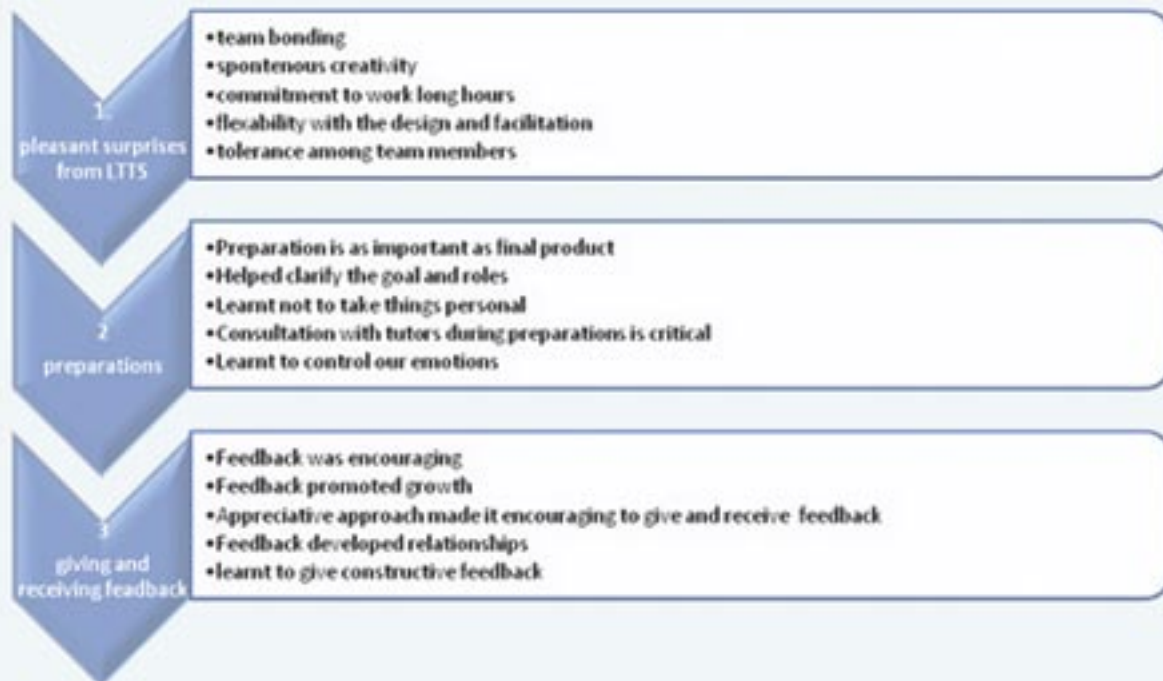 1
pleasant surprises
from LTTS
•team bonding
•spontenous creativity
•commitment to work long hours
•flexability with the design and facilitation
•tolerance among team members
2
preparations
•Preparation is as important as final product
•Helped clarify the goal and roles
•Learnt not to take things personal
•Consultation with tutors during preparations is critical
•Learnt to control our emotions
3
giving and
receiving feadback
•Feedback was encouraging
•Feedback promoted growth
•Appreciative approach made it encouraging to give and receive feedback
•Feedback developed relationships
•learnt to give constructive feedback